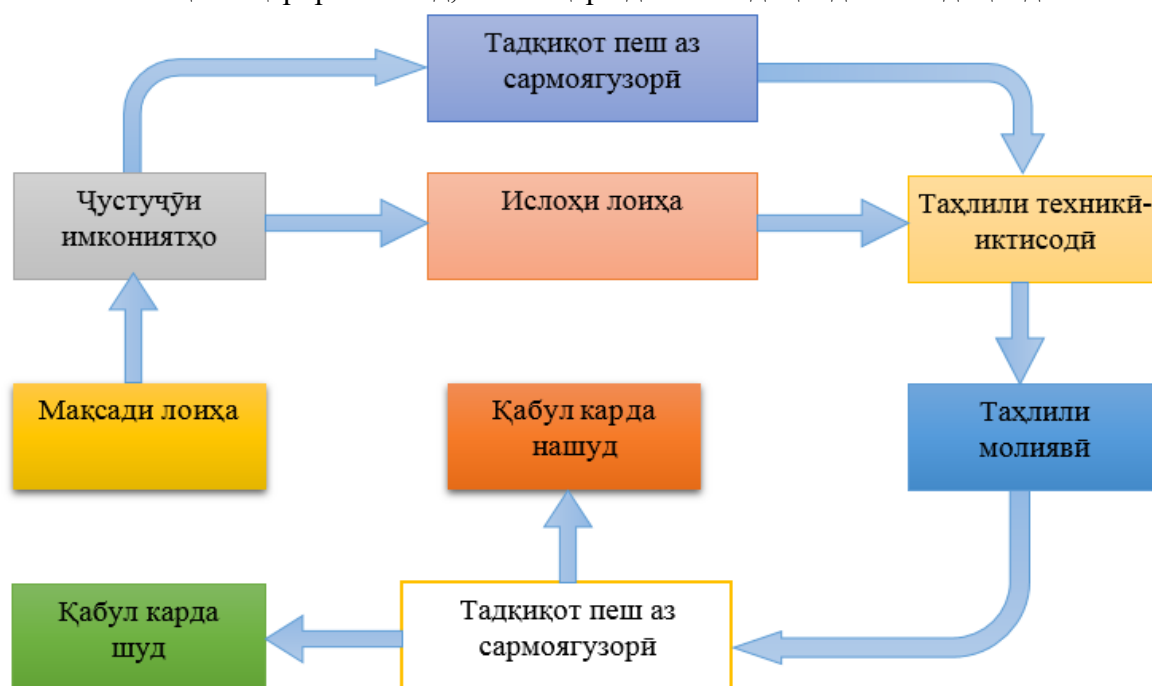 Тадқиқот пеш аз
сармоягузорӣ
Ҷустуҷӯи
имкониятҳо
Ислоҳи лоиҳа
Таҳлили техникӣ-
иктисодӣ
Мақсади лоиҳа
Қабул карда
нашуд
Таҳлили
молиявӣ
Қабул карда
шуд
Тадқиқот пеш аз
сармоягузорӣ